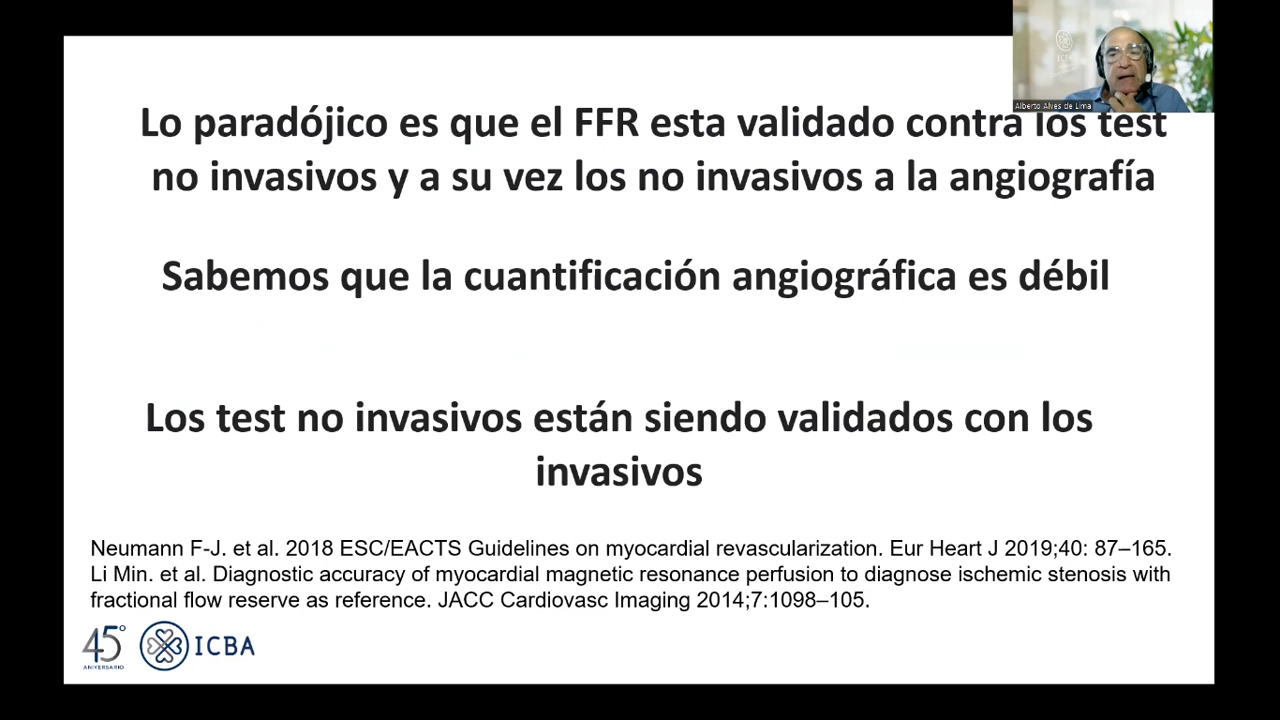 Alberto Alves de Lima
Lo paradójico es que el FFR esta validado contra los test
no invasivos y a su vez los no invasivos a la angiografía
Sabemos que la cuantificación angiográfica es débil
Los test no invasivos están siendo validados con los
invasivos
Neumann F-J. et al. 2018 ESC/EACTS Guidelines on myocardial revascularization. Eur Heart J 2019;40: 87–165.
Li Min. et al. Diagnostic accuracy of myocardial magnetic resonance perfusion to diagnose ischemic stenosis with
fractional flow reserve as reference. JACC Cardiovasc Imaging 2014;7:1098–105.
45°
ANIVERSARIO
ICBA